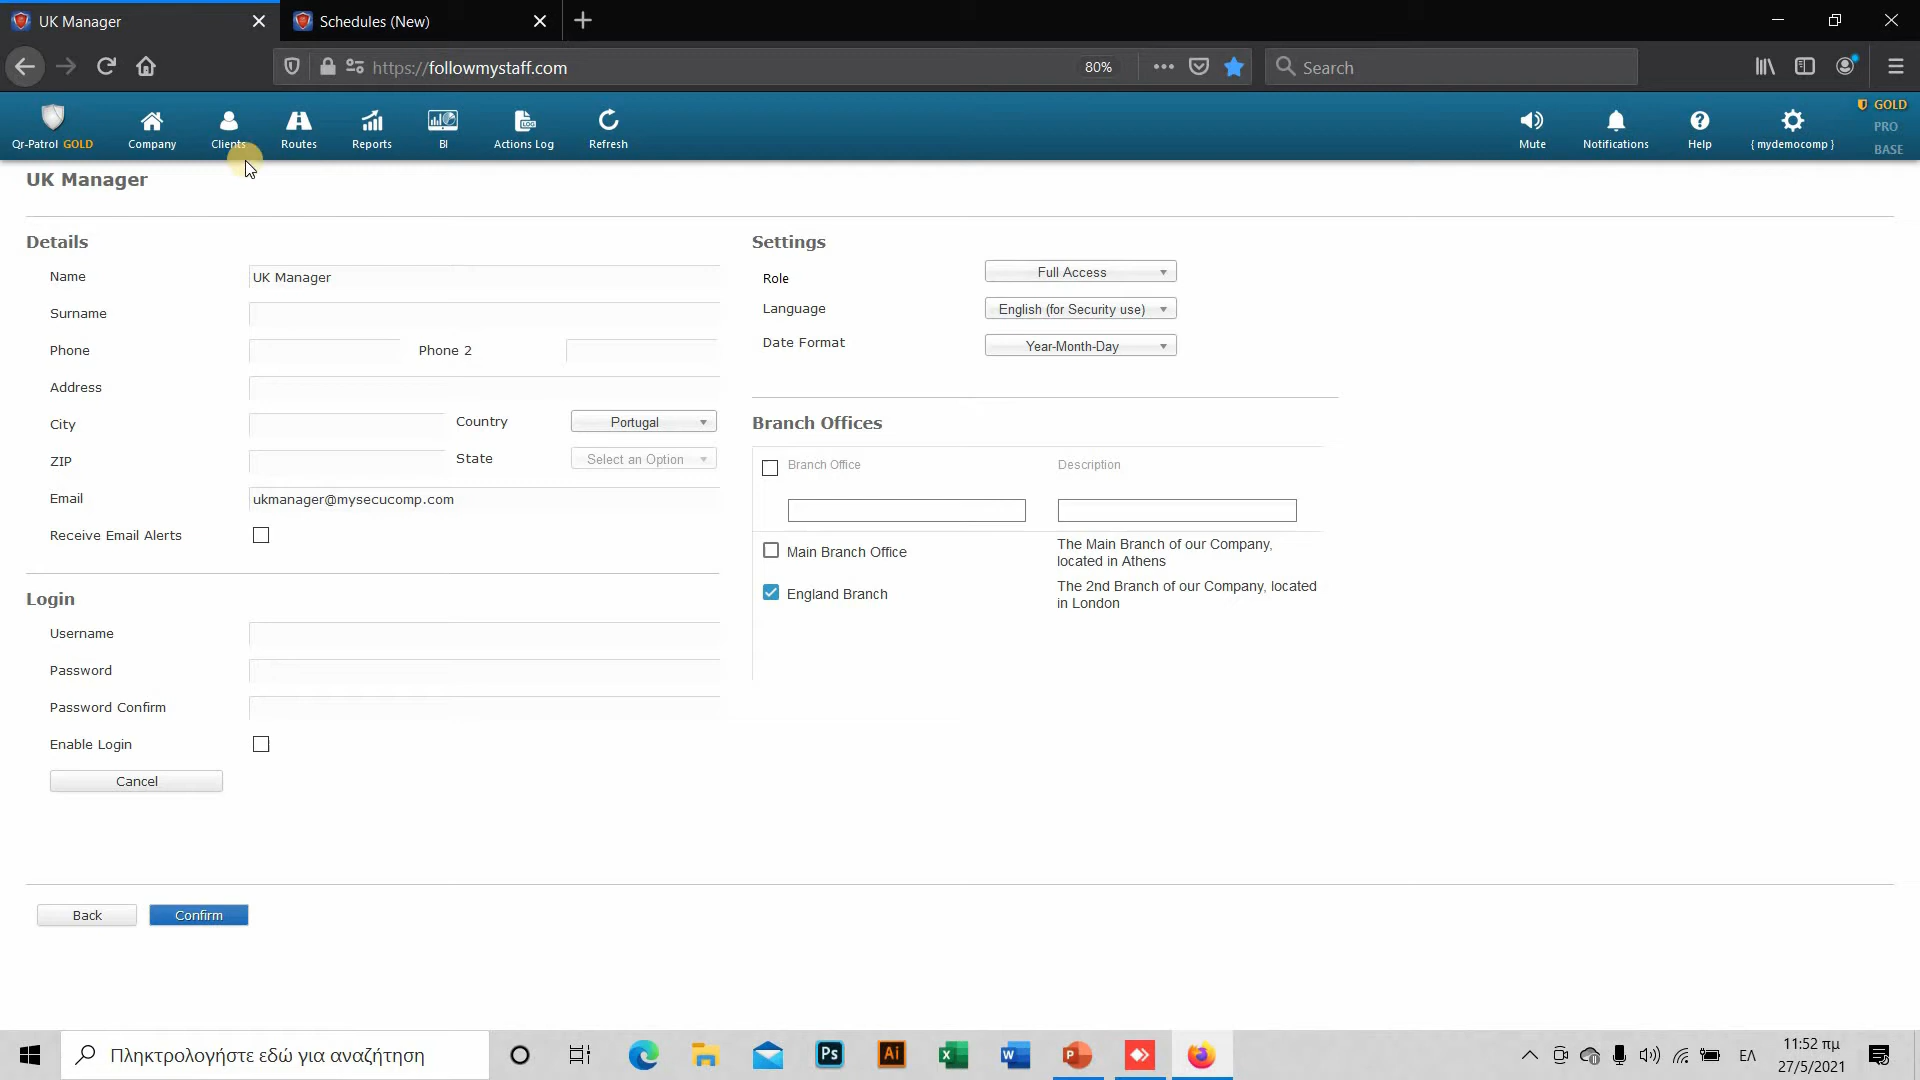 UK Manager
Schedules (New)
https://followmystaff.com
80%
Search
Qr-Patrol GOLD
Company
Clients
Routes
Reports
BI
LOG
Actions Log
Refresh
Mute
Notifications
Help
{ mydemocomp }
GOLD
PRO
BASE
UK Manager
Details
Name
UK Manager
Surname
Phone
Phone 2
Address
City
Country
Portugal
ZIP
State
Select an Option
Email
ukmanager@mysecucomp.com
Receive Email Alerts
Login
Username
Password
Password Confirm
Enable Login
Cancel
Settings
Role
Full Access
Language
English (for Security use)
Date Format
Year-Month-Day
Branch Offices
Branch Office
Description
Main Branch Office
The Main Branch of our Company,
located in Athens
England Branch
The 2nd Branch of our Company, located
in London
Back
Confirm
Πληκτρολογήστε εδώ για αναζήτηση
Ps
Ai
X
W
P
ΕΛ
11:52 πμ
27/5/2021